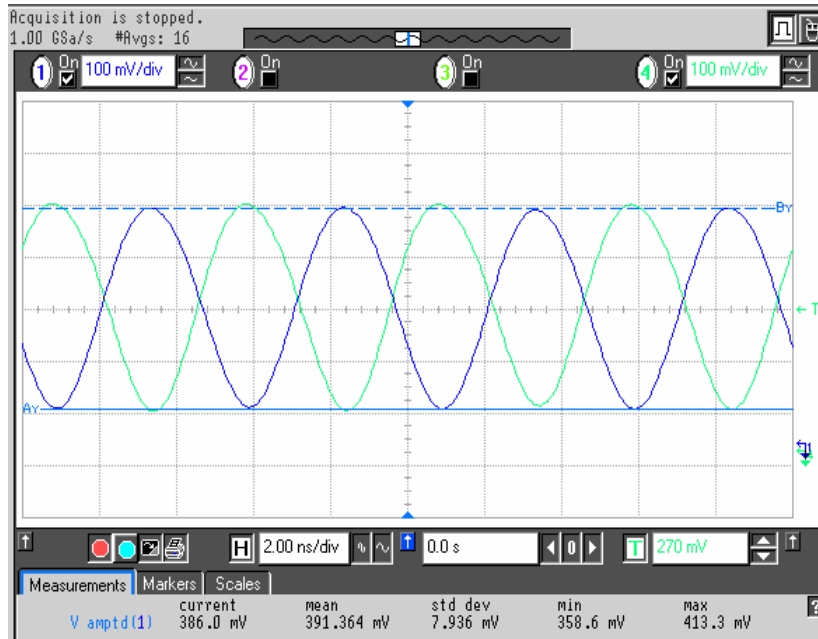 Acquisition is stopped.
1.00 GSa/s #Avgs: 16
1 On 100 mV/div 2 On 3 On 4 On 100 mV/div
By
T
Ay
1
H 2.00 ns/div 0.0 s 0 T 270 mV
Measurements Markers Scales
current mean std dev min max
V amptd(1) 386.0 mV 391.364 mV 7.936 mV 358.6 mV 413.3 mV
?